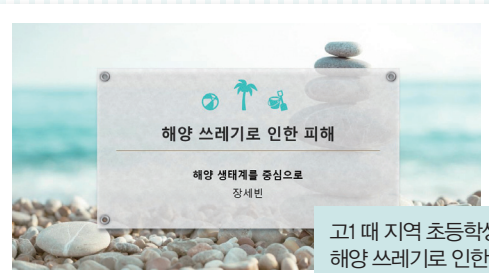 해양 쓰레기로 인한 피해
해양 생태계를 중심으로
장세빈
고1 때 지역 초등학
해양 쓰레기로 인한